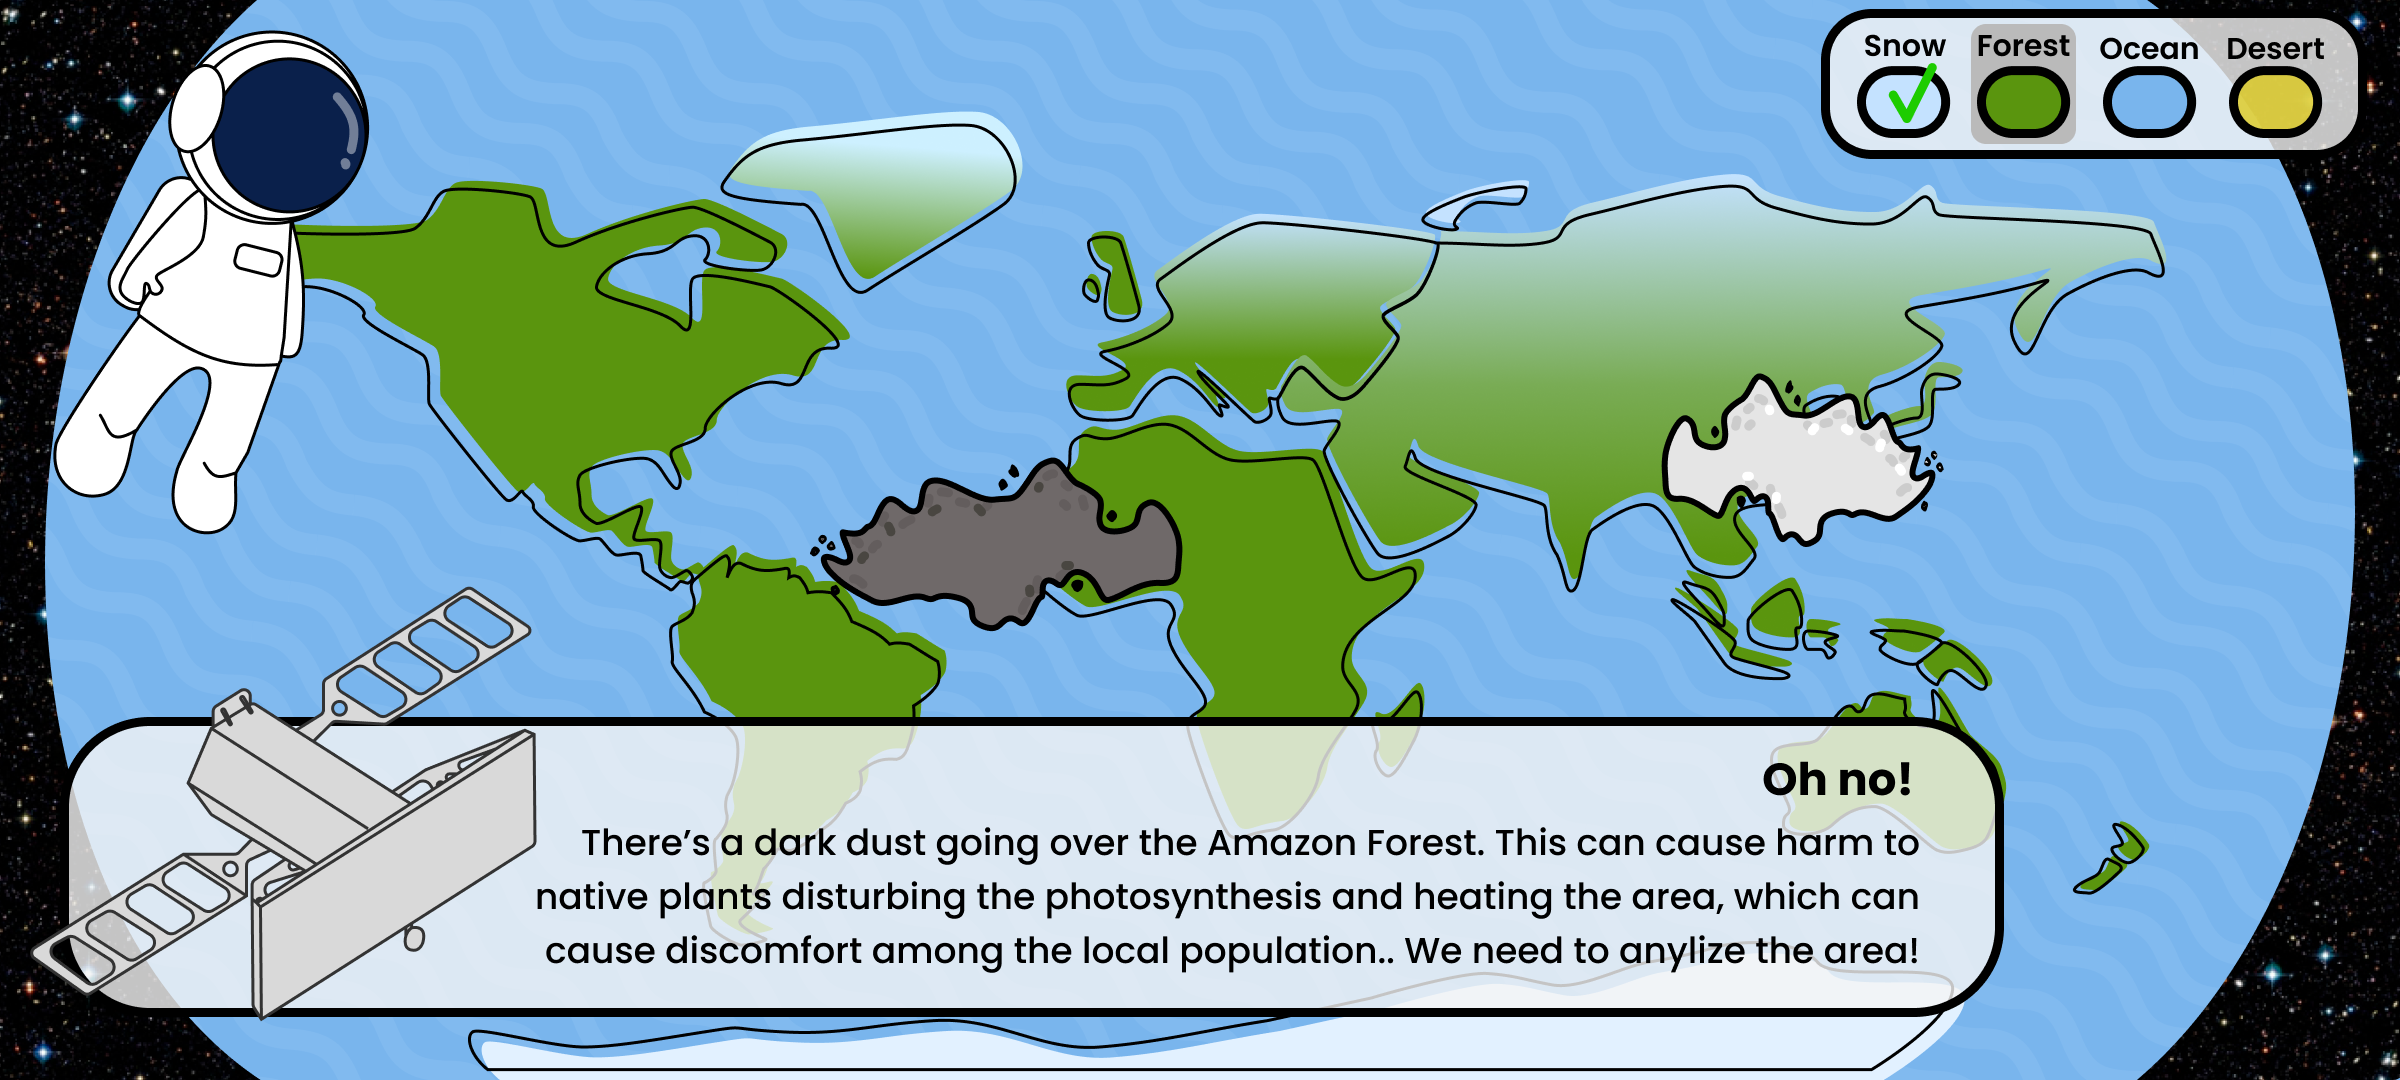 Snow Forest Ocean Desert
Oh no!
There’s a dark dust going over the Amazon Forest. This can cause harm to
native plants disturbing the photosynthesis and heating the area, which can
cause discomfort among the local population.. We need to anylize the area!